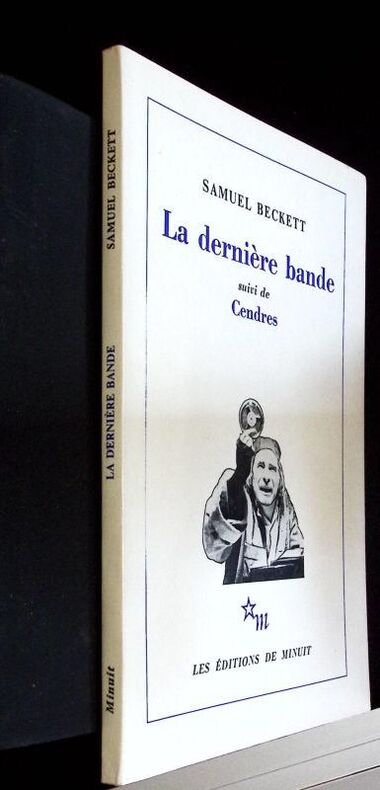 SAMUEL BECKETT
La dernière bande
suivi de
Cendres
m
LES ÉDITIONS DE MINUIT
SAMUEL BECKETT
LA DERNIÈRE BANDE
Minuit